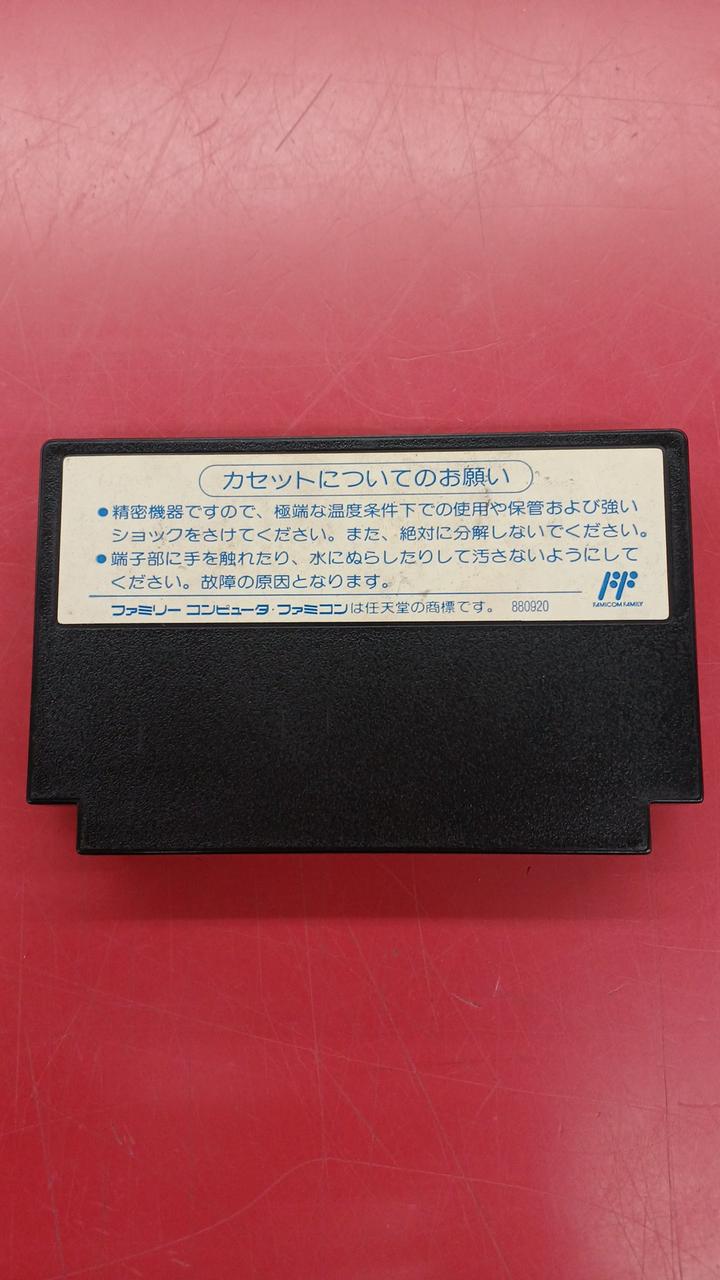 カセットについてのお願い
●精密機器ですので、極端な温度条件下での使用や保管および強い
ショックをさけてください。また、絶対に分解しないでください。
●端子部に手を触れたり、水にぬらしたりして汚さないようにして
ください。故障の原因となります。
FAMICOM FAMILY
ファミリー コンピュータ・ファミコンは任天堂の商標です。 880920